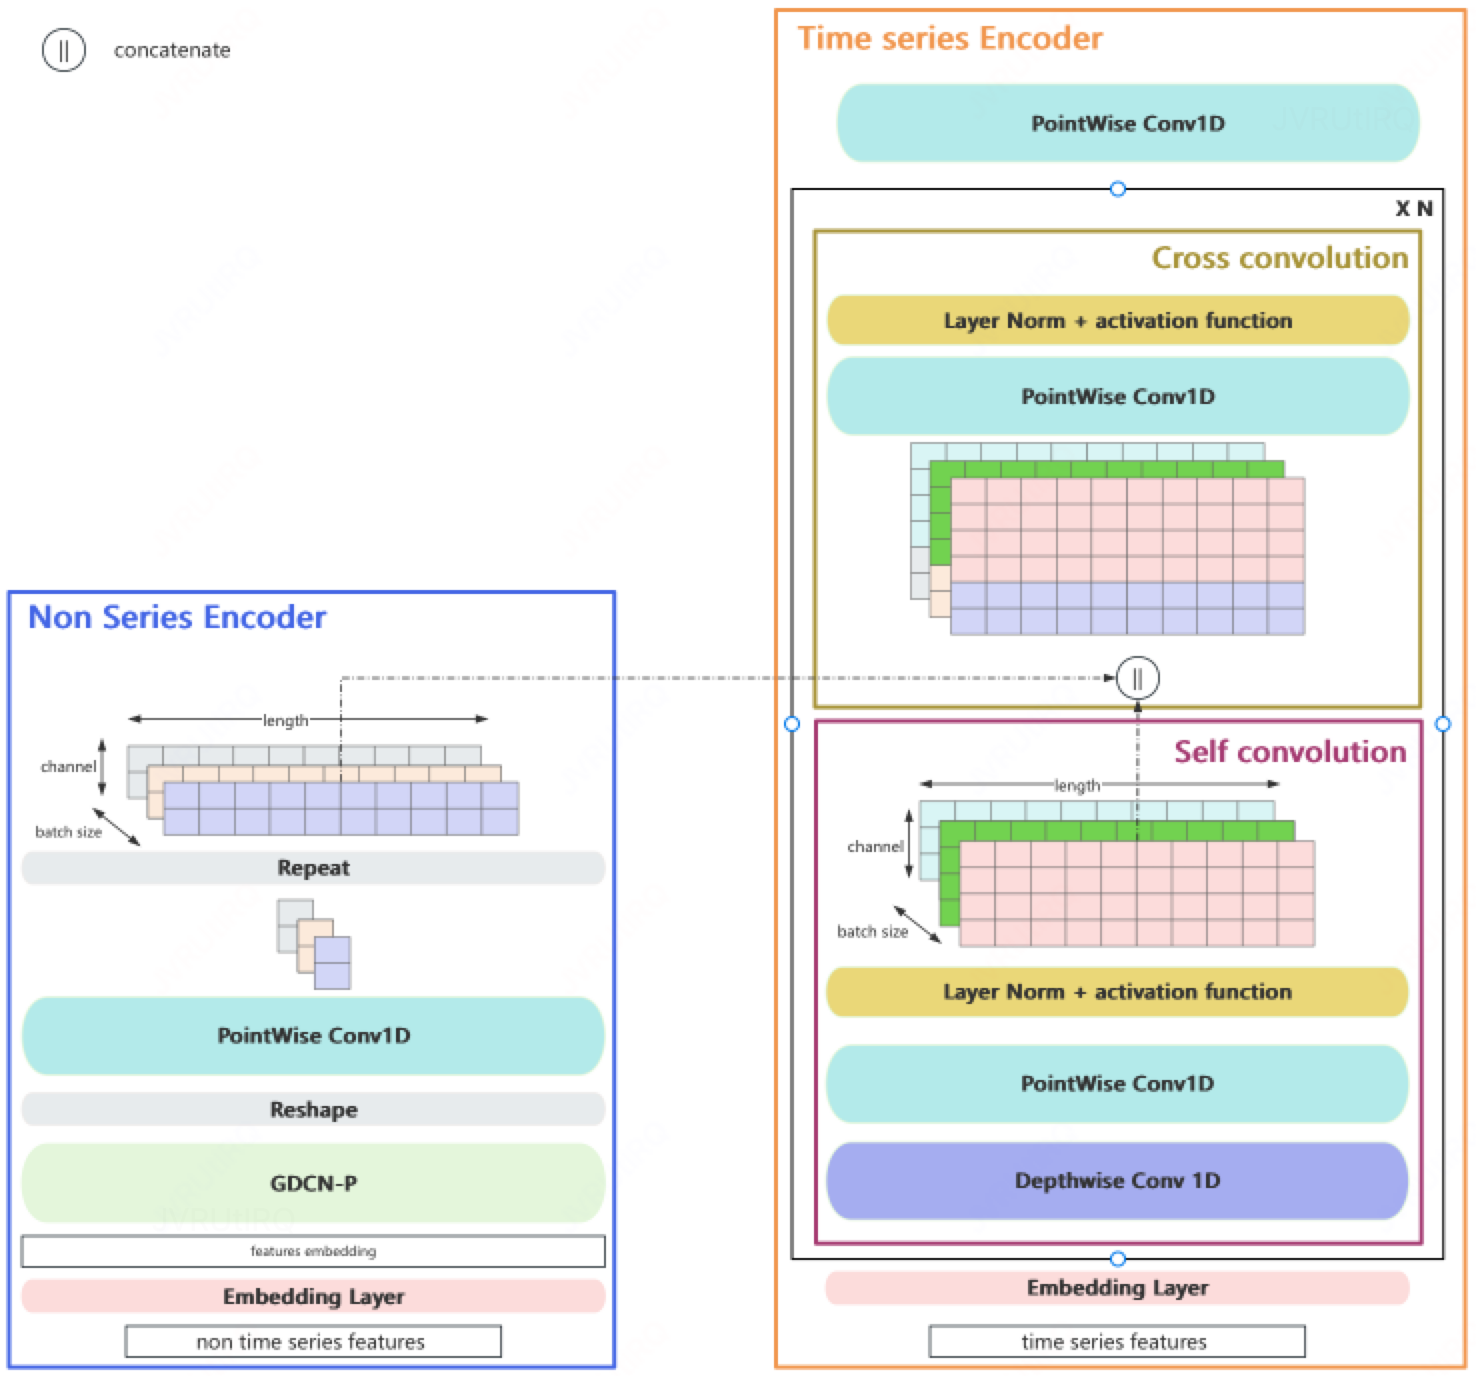 || concatenate
Time series Encoder
PointWise Conv1D
X N
Cross convolution
Layer Norm + activation function
PointWise Conv1D
||
Self convolution
length
channel
batch size
Layer Norm + activation function
PointWise Conv1D
Depthwise Conv 1D
Embedding Layer
time series features
Non Series Encoder
length
channel
batch size
Repeat
PointWise Conv1D
Reshape
GDCN-P
features embedding
Embedding Layer
non time series features